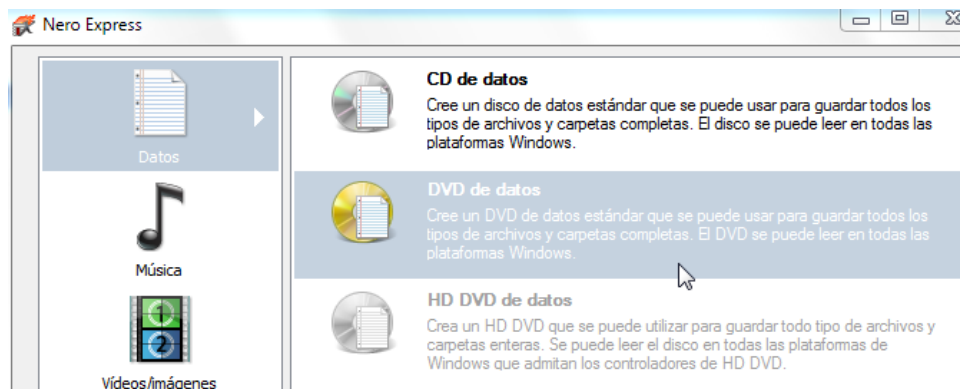 Nero Express
Datos
Música
Vídeos/imágenes
CD de datos
Cree un disco de datos estándar que se puede usar para guardar todos los
tipos de archivos y carpetas completas. El disco se puede leer en todas las
plataformas Windows.
DVD de datos
Cree un DVD de datos estándar que se puede usar para guardar todos los
tipos de archivos y carpetas completas. El DVD se puede leer en todas las
plataformas Windows.
HD DVD de datos
Crea un HD DVD que se puede utilizar para guardar todo tipo de archivos y
carpetas enteras. Se puede leer el disco en todas las plataformas de
Windows que admitan los controladores de HD DVD.